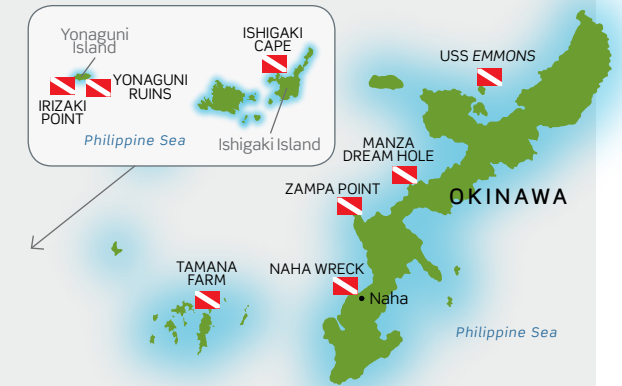 Yonaguni
Island
ISHIGAKI
CAPE
YONAGUNI
RUINS
IRIZAKI
POINT
Philippine Sea
Ishigaki Island
USS EMMONS
MANZA
DREAM HOLE
ZAMPA POINT
OKINAWA
TAMANA
FARM
NAHA WRECK
Naha
Philippine Sea